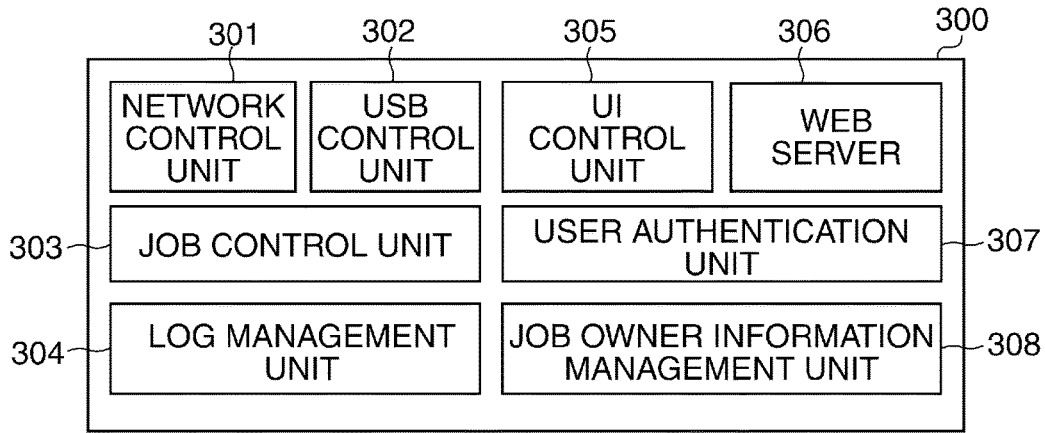 301
302
305
306
300
NETWORK
CONTROL
UNIT
USB
CONTROL
UNIT
UI
CONTROL
UNIT
WEB
SERVER
303
JOB CONTROL UNIT
USER AUTHENTICATION
UNIT
307
304
LOG MANAGEMENT
UNIT
JOB OWNER INFORMATION
MANAGEMENT UNIT
308